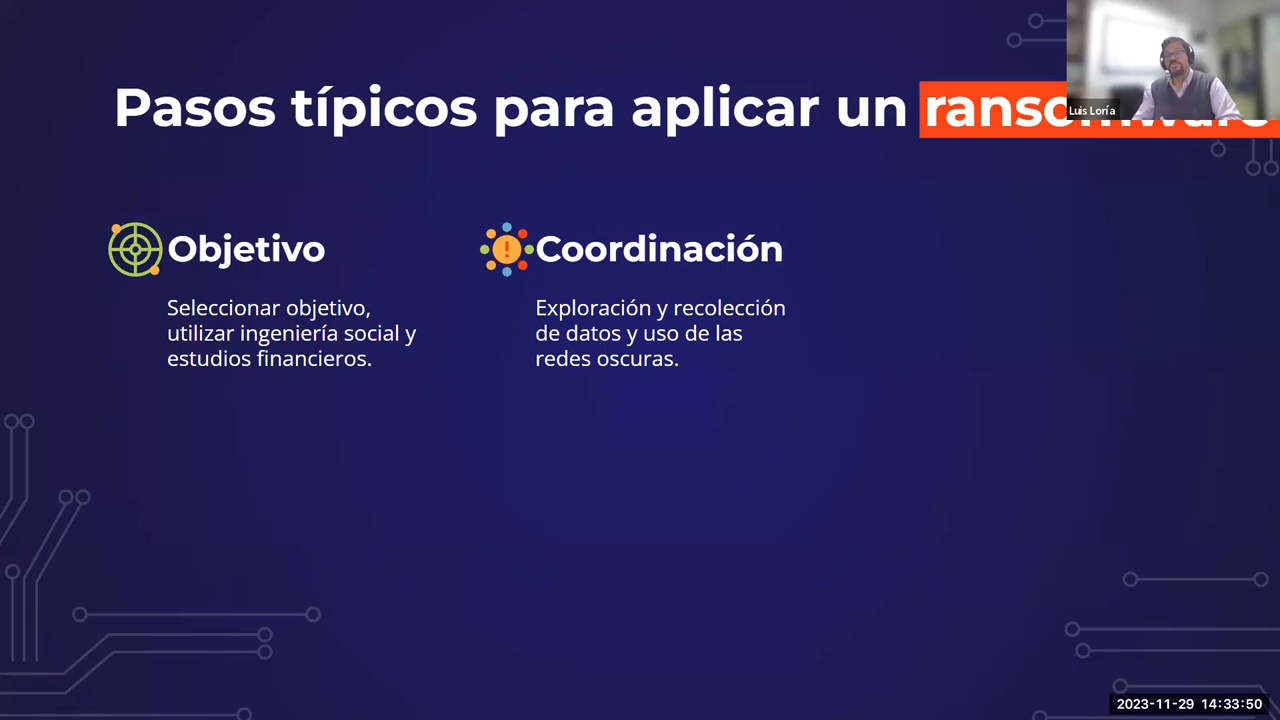 Pasos típicos para aplicar un
Luis Loría
Objetivo
Seleccionar objetivo,
utilizar ingeniería social y
estudios financieros.
Coordinación
Exploración y recolección
de datos y uso de las
redes oscuras.
2023-11-29 14:33:50